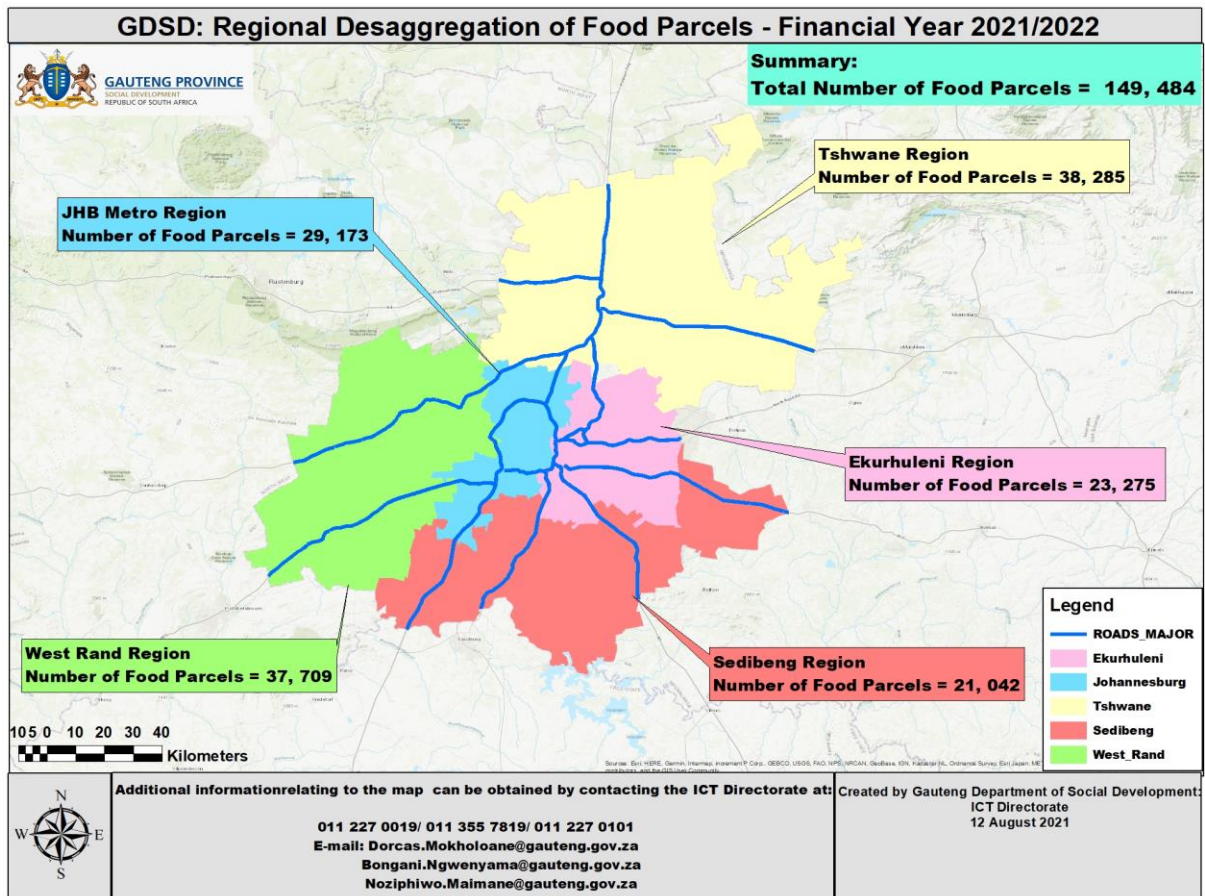 GDSD: Regional Desaggregation of Food Parcels - Financial Year 2021/2022
GAUTENG PROVINCE
SOCIAL DEVELOPMENT
REPUBLIC OF SOUTH AFRICA
Summary:
Total Number of Food Parcels = 149, 484
Tshwane Region
Number of Food Parcels = 38, 285
JHB Metro Region
Number of Food Parcels = 29, 173
Rustenburg
Ekurhuleni Region
Number of Food Parcels = 23, 275
West Rand Region
Number of Food Parcels = 37, 709
Sedibeng Region
Number of Food Parcels = 21, 042
Legend
ROADS_MAJOR
Ekurhuleni
Johannesburg
Tshwane
Sedibeng
West_Rand
10 5 0 10 20 30 40
Kilometers
N
W E
S
Additional informationrelating to the map can be obtained by contacting the ICT Directorate at:
011 227 0019/ 011 355 7819/ 011 227 0101
E-mail: Dorcas.Mokholoane@gauteng.gov.za
Bongani.Ngwenyama@gauteng.gov.za
Noziphiwo.Maimane@gauteng.gov.za
Created by Gauteng Department of Social Development:
ICT Directorate
12 August 2021